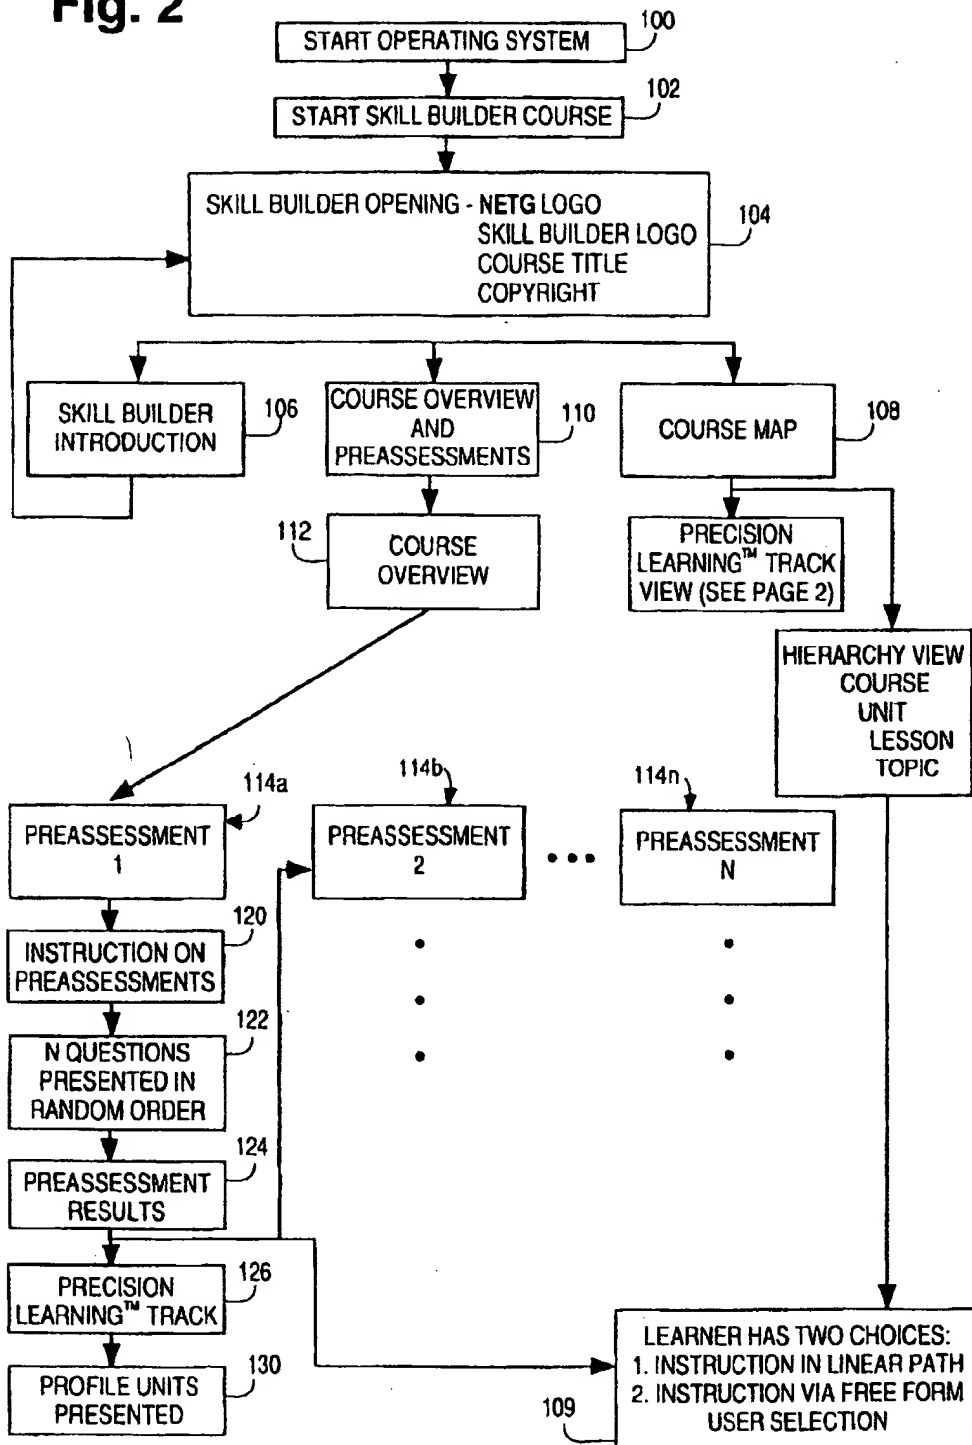 Fig. 2
START OPERATING SYSTEM
100
START SKILL BUILDER COURSE
102
SKILL BUILDER OPENING - NETG LOGO
SKILL BUILDER LOGO
COURSE TITLE
COPYRIGHT
104
SKILL BUILDER
INTRODUCTION
106
COURSE OVERVIEW
AND
PREASSESSMENTS
110
COURSE MAP
108
112
COURSE
OVERVIEW
PRECISION
LEARNING™ TRACK
VIEW (SEE PAGE 2)
HIERARCHY VIEW
COURSE
UNIT
LESSON
TOPIC
114a
PREASSESSMENT
1
114b
PREASSESSMENT
2
114n
PREASSESSMENT
N
120
INSTRUCTION ON
PREASSESSMENTS
122
N QUESTIONS
PRESENTED IN
RANDOM ORDER
124
PREASSESSMENT
RESULTS
126
PRECISION
LEARNING™ TRACK
130
PROFILE UNITS
PRESENTED
LEARNER HAS TWO CHOICES:
1. INSTRUCTION IN LINEAR PATH
2. INSTRUCTION VIA FREE FORM
USER SELECTION
109